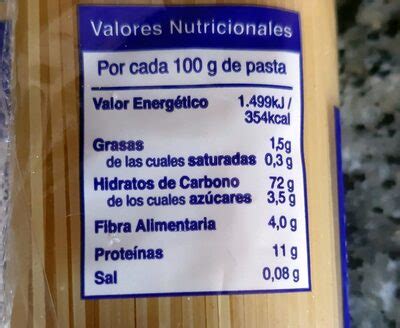 Valores Nutricionales
Por cada 100 g de pasta
Valor Energético 1.499kJ /
354kcal
Grasas 1,5g
de las cuales saturadas 0,3 g
Hidratos de Carbono 72 g
de los cuales azúcares 3,5 g
Fibra Alimentaria 4,0 g
Proteínas 11 g
Sal 0,08 g